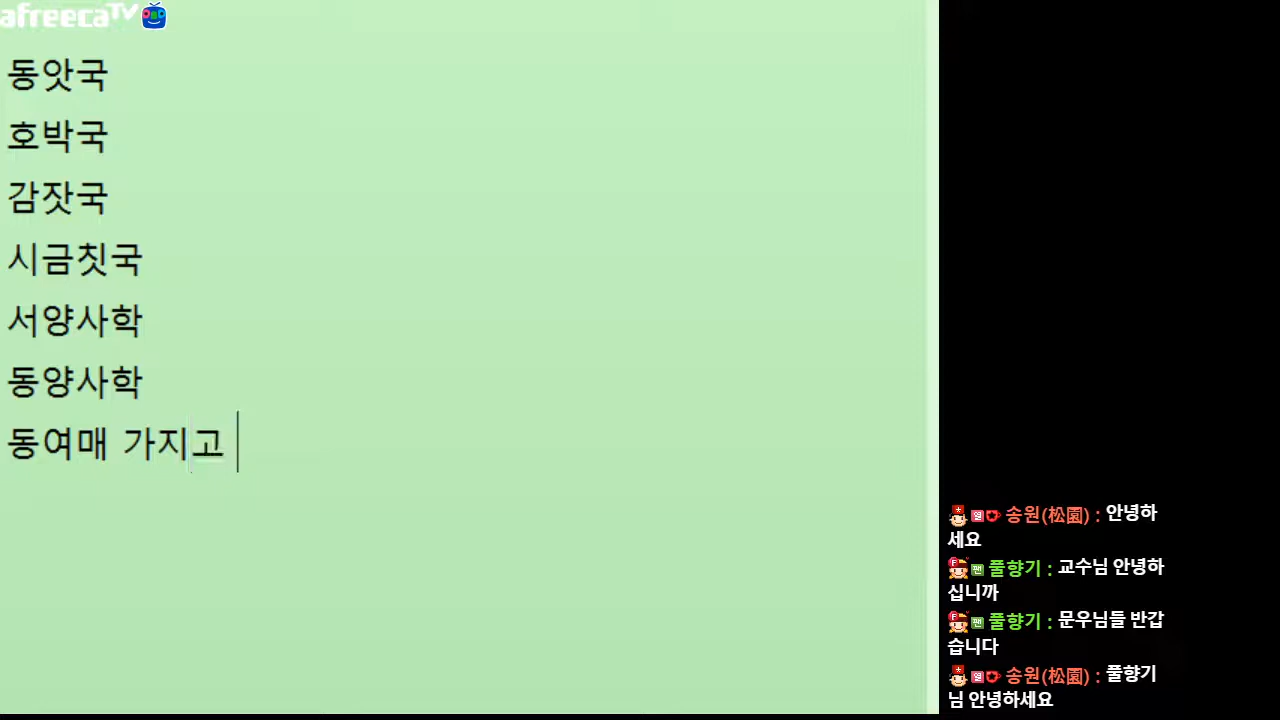 afreecaTV
동앗국
호박국
감잣국
시금칫국
서양사학
동양사학
동여매 가지고
송원(松園) : 안녕하
세요
풀향기 : 교수님 안녕하
십니까
풀향기 : 문우님들 반갑
습니다
송원(松園) : 풀향기
님 안녕하세요